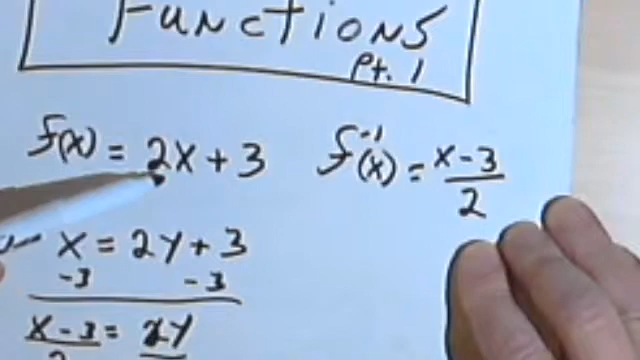 Functions
Pt. 1
f(x) = 2x + 3
f⁻¹(x) = x - 3
2
x = 2y + 3
-3 -3
x - 3 = 2y